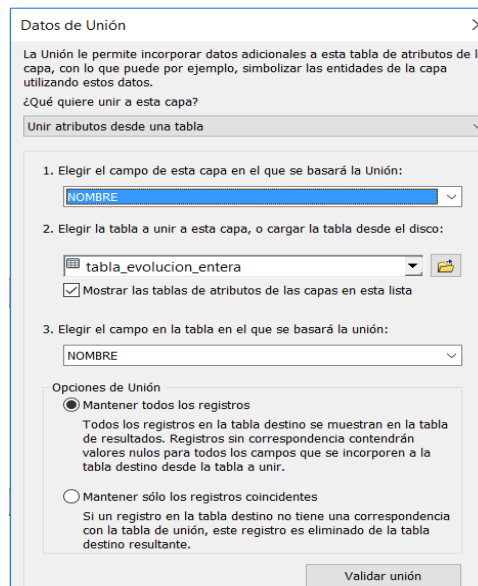 Datos de Unión
La Unión le permite incorporar datos adicionales a esta tabla de atributos de l
capa, con lo que puede por ejemplo, simbolizar las entidades de la capa
utilizando estos datos.
¿Qué quiere unir a esta capa?
Unir atributos desde una tabla
1. Elegir el campo de esta capa en el que se basará la Unión:
NOMBRE
2. Elegir la tabla a unir a esta capa, o cargar la tabla desde el disco:
tabla_evolucion_entera
Mostrar las tablas de atributos de las capas en esta lista
3. Elegir el campo en la tabla en el que se basará la unión:
NOMBRE
Opciones de Unión
Mantener todos los registros
Todos los registros en la tabla destino se muestran en la tabla
de resultados. Registros sin correspondencia contendrán
valores nulos para todos los campos que se incorporen a la
tabla destino desde la tabla a unir.
Mantener sólo los registros coincidentes
Si un registro en la tabla destino no tiene una correspondencia
con la tabla de unión, este registro es eliminado de la tabla
destino resultante.
Validar unión